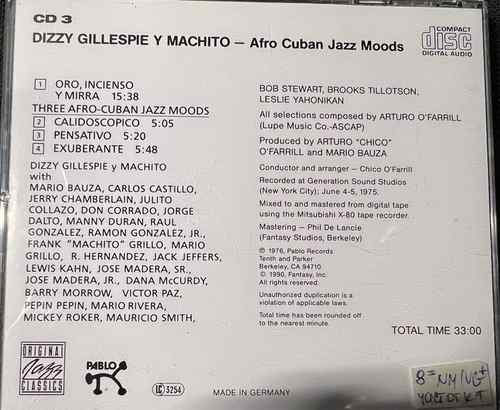 CD 3
DIZZY GILLESPIE Y MACHITO – Afro Cuban Jazz Moods
COMPACT
disc
DIGITAL AUDIO
1 ORO, INCIENSO
Y MIRRA 15:38
THREE AFRO-CUBAN JAZZ MOODS
2 CALIDOSCOPICO 5:05
3 PENSATIVO 5:20
4 EXUBERANTE 5:48
DIZZY GILLESPIE y MACHITO
with
MARIO BAUZA, CARLOS CASTILLO,
JERRY CHAMBERLAIN, JULITO
COLLAZO, DON CORRADO, JORGE
DALTO, MANNY DURAN, RAUL
GONZALEZ, RAMON GONZALEZ, JR.,
FRANK "MACHITO" GRILLO, MARIO
GRILLO, R. HERNANDEZ, JACK JEFFERS,
LEWIS KAHN, JOSE MADERA, SR.,
JOSE MADERA, JR., DANA McCURDY,
BARRY MORROW, VICTOR PAZ,
PEPIN PEPIN, MARIO RIVERA,
MICKEY ROKER, MAURICIO SMITH,
BOB STEWART, BROOKS TILLOTSON,
LESLIE YAHONIKAN
All selections composed by ARTURO O'FARRILL
(Lupe Music Co.-ASCAP)
Produced by ARTURO "CHICO"
O'FARRILL and MARIO BAUZA
Conductor and arranger – Chico O'Farrill
Recorded at Generation Sound Studios
(New York City); June 4-5, 1975.
Mixed to and mastered from digital tape
using the Mitsubishi X-80 tape recorder.
Mastering – Phil De Lancie
(Fantasy Studios, Berkeley)
℗ 1976, Pablo Records
Tenth and Parker
Berkeley, CA 94710
© 1990, Fantasy, Inc.
All rights reserved.
Unauthorized duplication is a
violation of applicable laws.
Total time has been rounded off
to the nearest minute.
TOTAL TIME 33:00
ORIGINAL
Jazz
CLASSICS
PABLO
LC 3254
MADE IN GERMANY
8= NM/VG+